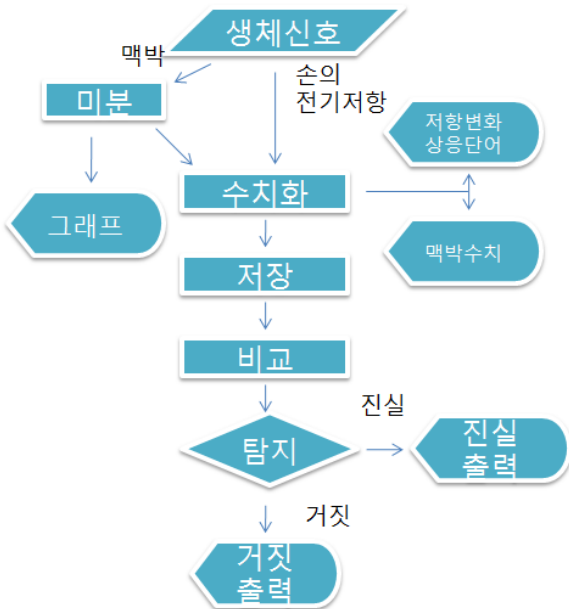 생체신호
맥박
손의
전기저항
미분
저항변화
상응단어
수치화
그래프
맥박수치
저장
비교
진실
탐지
진실
출력
거짓
거짓
출력